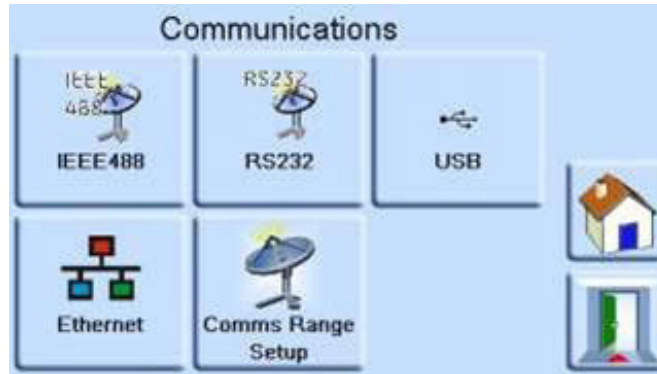 Communications
IEEE
488
IEEE488
RS232
RS232
USB
Ethernet
Comms Range
Setup